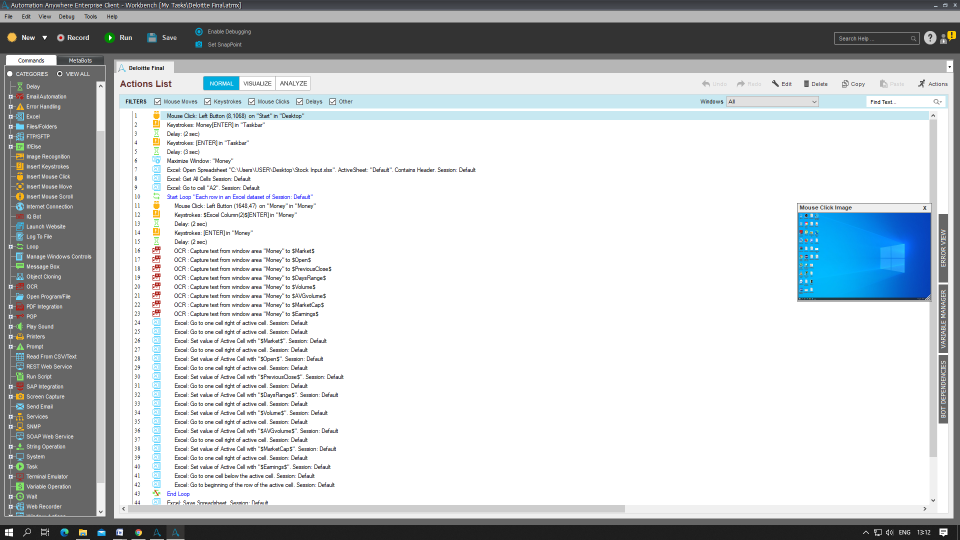 Automation Anywhere Enterprise Client - Workbench [My Tasks\Deloitte Final\atmx]
File Edit View Debug Tools Help
New Record Run Save
Enable Debugging
Set SnapPoint
Search Help ...
Commands MetaBots
CATEGORIES VIEW ALL
Delay
Email Automation
Error Handling
Excel
Files/Folders
FTP/SFTP
If/Else
Image Recognition
Insert Keystrokes
Insert Mouse Click
Insert Mouse Move
Insert Mouse Scroll
Internet Connection
IQ Bot
Launch Website
Log To File
Loop
Manage Windows Controls
Message Box
Object Cloning
OCR
Open Program/File
PDF Integration
PGP
Play Sound
Printers
Prompt
Read From CSV/Text
REST Web Service
Run Script
SAP Integration
Screen Capture
Send Email
Services
SNMP
SOAP Web Service
String Operation
System
Task
Terminal Emulator
Variable Operation
Wait
Web Recorder
Deloitte Final
Actions List NORMAL VISUALIZE ANALYZE
Undo Redo Edit Delete Copy Paste Actions
FILTERS Mouse Moves Keystrokes Mouse Clicks Delays Other
Windows All Find Text...
1 Mouse Click: Left Button (8,1068) on "Start" in "Desktop"
2 Keystrokes: Money[ENTER] in "Taskbar"
3 Delay: (2 sec)
4 Keystrokes: [ENTER] in "Taskbar"
5 Delay: (3 sec)
6 Maximize Window: "Money"
7 Excel: Open Spreadsheet "C:\Users\USER\Desktop\Stock Input.xlsx". ActiveSheet: "Default". Contains Header. Session: Default
8 Excel: Get All Cells Session: Default
9 Excel: Go to cell "A2". Session: Default
10 Start Loop "Each row in an Excel dataset of Session: Default"
11 Mouse Click: Left Button (1648,47) on "Money" in "Money"
12 Keystrokes: $Excel Column(2)$[ENTER] in "Money"
13 Delay: (2 sec)
14 Keystrokes: [ENTER] in "Money"
15 Delay: (2 sec)
16 OCR : Capture text from window area "Money" to $Market$
17 OCR : Capture text from window area "Money" to $Open$
18 OCR : Capture text from window area "Money" to $PreviousClose$
19 OCR : Capture text from window area "Money" to $DaysRange$
20 OCR : Capture text from window area "Money" to $Volume$
21 OCR : Capture text from window area "Money" to $AVGvolume$
22 OCR : Capture text from window area "Money" to $MarketCap$
23 OCR : Capture text from window area "Money" to $Earnings$
24 Excel: Go to one cell right of active cell. Session: Default
25 Excel: Go to one cell right of active cell. Session: Default
26 Excel: Set value of Active Cell with "$Market$". Session: Default
27 Excel: Go to one cell right of active cell. Session: Default
28 Excel: Set value of Active Cell with "$Open$". Session: Default
29 Excel: Go to one cell right of active cell. Session: Default
30 Excel: Set value of Active Cell with "$PreviousClose$". Session: Default
31 Excel: Go to one cell right of active cell. Session: Default
32 Excel: Set value of Active Cell with "$DaysRange$". Session: Default
33 Excel: Go to one cell right of active cell. Session: Default
34 Excel: Set value of Active Cell with "$Volume$". Session: Default
35 Excel: Go to one cell right of active cell. Session: Default
36 Excel: Set value of Active Cell with "$AVGvolume$". Session: Default
37 Excel: Go to one cell right of active cell. Session: Default
38 Excel: Set value of Active Cell with "$MarketCap$". Session: Default
39 Excel: Go to one cell right of active cell. Session: Default
40 Excel: Set value of Active Cell with "$Earnings$". Session: Default
41 Excel: Go to one cell below the active cell. Session: Default
42 Excel: Go to beginning of the row of the active cell. Session: Default
43 End Loop
44 Excel: Save Spreadsheet. Session: Default
Mouse Click Image X
ERROR VIEW
VARIABLE MANAGER
BOT DEPENDENCIES
ENG 13:12